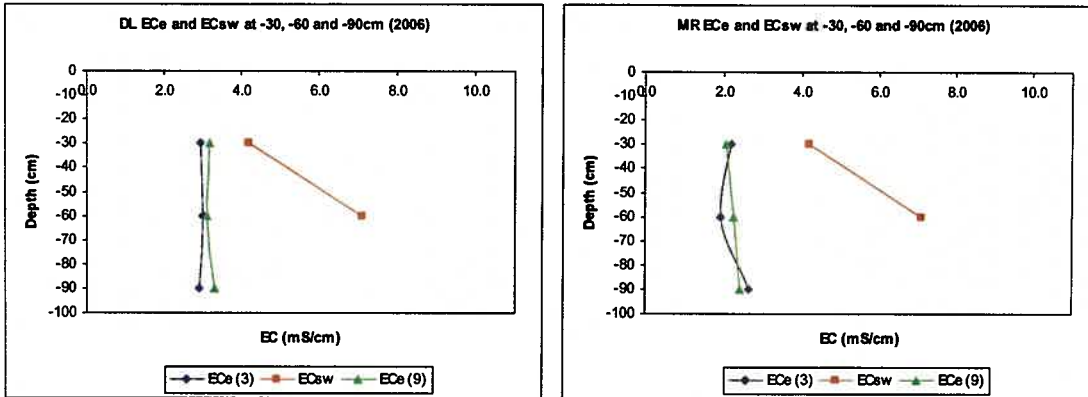 DL ECe and ECsw at -30, -60 and -90cm (2006)
0
0.0 2.0 4.0 6.0 8.0 10.0
-10
-20
-30
-40
-50
-60
-70
-80
-90
-100
Depth (cm)
EC (mS/cm)
ECe (3) ECsw ECe (9)
MR ECe and ECsw at -30, -60 and -90cm (2006)
0
0.0 2.0 4.0 6.0 8.0 10.0
-10
-20
-30
-40
-50
-60
-70
-80
-90
-100
Depth (cm)
EC (mS/cm)
ECe (3) ECsw ECe (9)